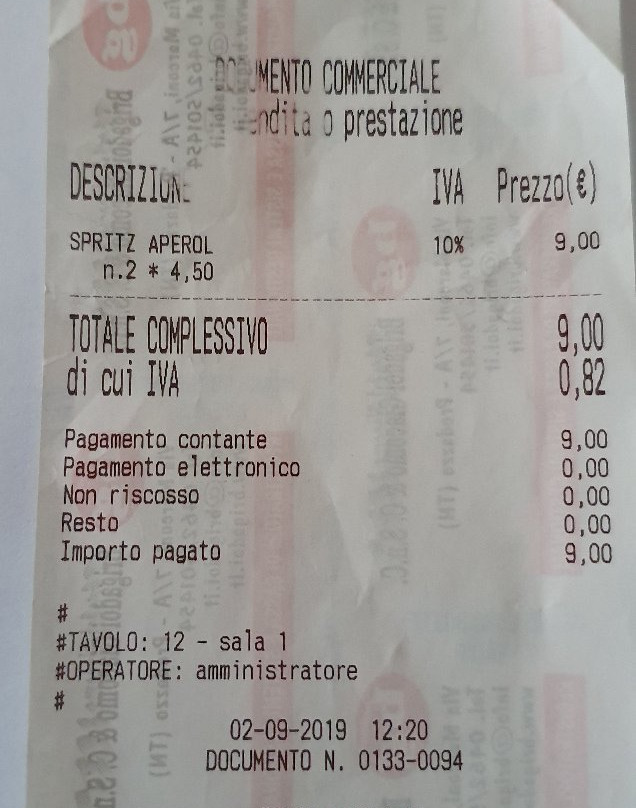 DOCUMENTO COMMERCIALE
vendita o prestazione
DESCRIZIONE IVA Prezzo(€)
SPRITZ APEROL 10% 9,00
n.2 * 4,50
TOTALE COMPLESSIVO 9,00
di cui IVA 0,82
Pagamento contante 9,00
Pagamento elettronico 0,00
Non riscosso 0,00
Resto 0,00
Importo pagato 9,00
#
#TAVOLO: 12 - sala 1
#OPERATORE: amministratore
#
02-09-2019 12:20
DOCUMENTO N. 0133-0094